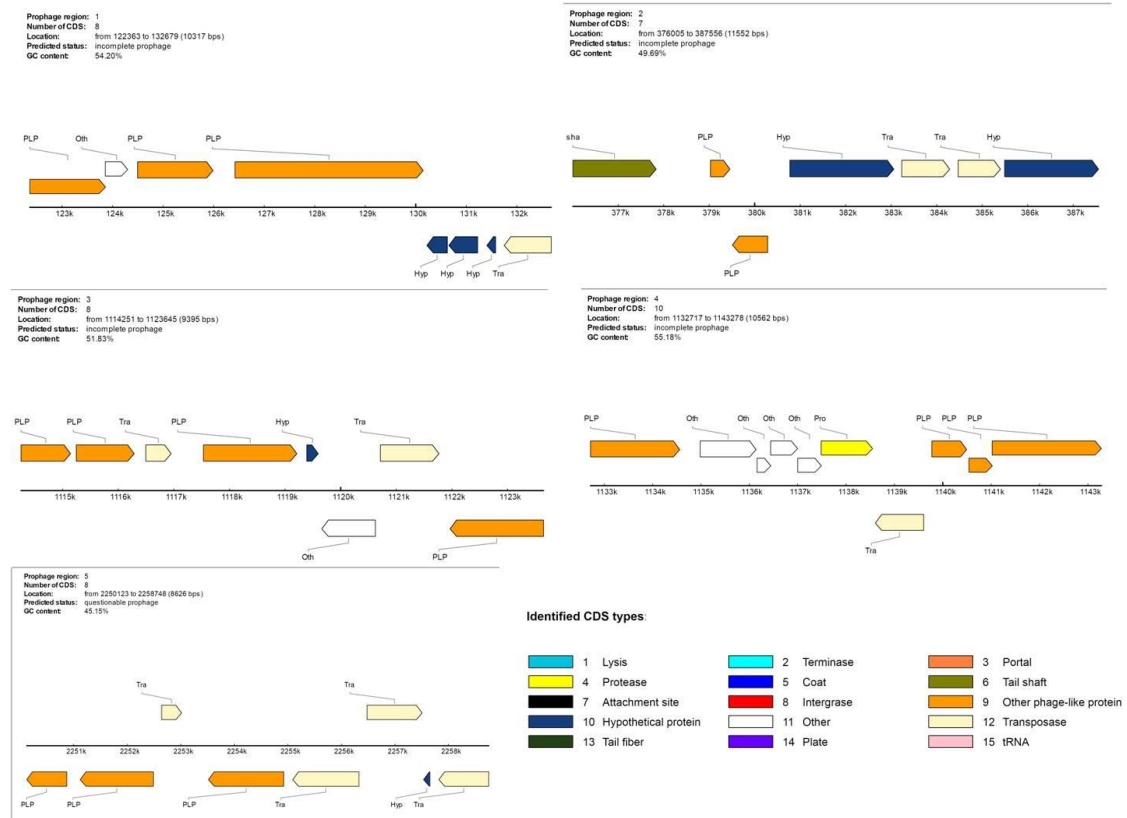 Prophage region: 1
Number of CDS: 8
Location: from 122363 to 132679 (10317 bps)
Predicted status: incomplete prophage
GC content: 54.20%
PLP Oth PLP PLP
123k 124k 125k 126k 127k 128k 129k 130k 131k 132k
Hyp Hyp Hyp Tra
Prophage region: 2
Number of CDS: 7
Location: from 376005 to 387556 (11552 bps)
Predicted status: incomplete prophage
GC content: 49.69%
sha PLP Hyp Tra Tra Hyp
377k 378k 379k 380k 381k 382k 383k 384k 385k 386k 387k
PLP
Prophage region: 3
Number of CDS: 8
Location: from 1114251 to 1123645 (9395 bps)
Predicted status: incomplete prophage
GC content: 51.83%
PLP PLP Tra PLP Hyp Tra
1115k 1116k 1117k 1118k 1119k 1120k 1121k 1122k 1123k
Oth PLP
Prophage region: 4
Number of CDS: 10
Location: from 1132717 to 1143278 (10562 bps)
Predicted status: incomplete prophage
GC content: 55.18%
PLP Oth Oth Oth Oth Pro PLP PLP PLP
1133k 1134k 1135k 1136k 1137k 1138k 1139k 1140k 1141k 1142k 1143k
Tra
Prophage region: 5
Number of CDS: 8
Location: from 2250123 to 2258748 (8626 bps)
Predicted status: questionable prophage
GC content: 45.15%
Tra Tra
2251k 2252k 2253k 2254k 2255k 2256k 2257k 2258k
PLP PLP PLP Tra Hyp Tra
Identified CDS types:
1 Lysis 2 Terminase 3 Portal
4 Protease 5 Coat 6 Tail shaft
7 Attachment site 8 Intergrase 9 Other phage-like protein
10 Hypothetical protein 11 Other 12 Transposase
13 Tail fiber 14 Plate 15 tRNA